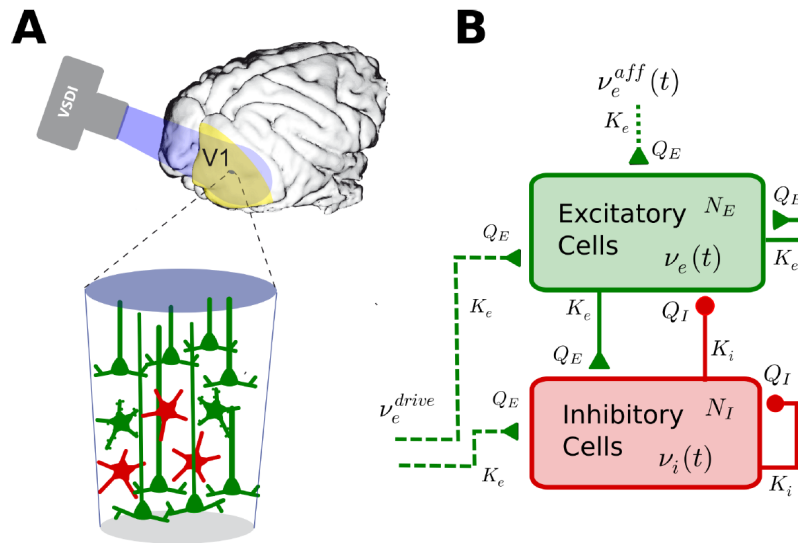 A
B
VSDI
V1
ν_e^{aff}(t)
K_e
Q_E
Excitatory
Cells
N_E
ν_e(t)
Q_E
K_e
Q_E
K_e
K_e
Q_E
Q_I
K_i
ν_e^{drive}
Q_E
K_e
Inhibitory
Cells
N_I
ν_i(t)
Q_I
K_i